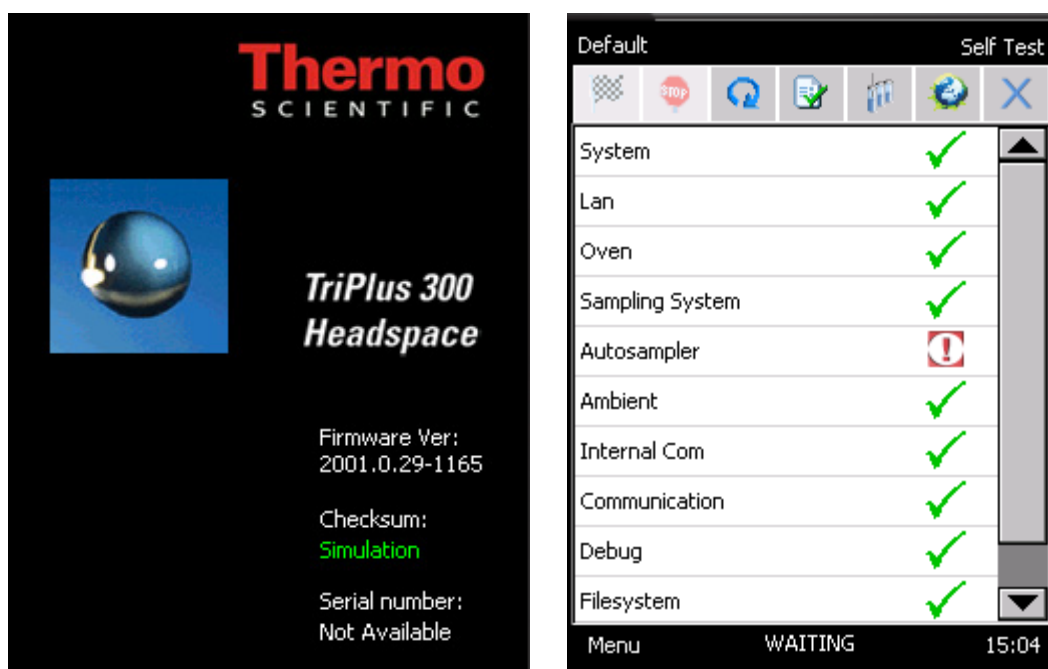 Thermo
SCIENTIFIC
TriPlus 300
Headspace
Firmware Ver:
2001.0.29-1165
Checksum:
Simulation
Serial number:
Not Available
Default Self Test
STOP
System
Lan
Oven
Sampling System
Autosampler
Ambient
Internal Com
Communication
Debug
Filesystem
Menu WAITING 15:04